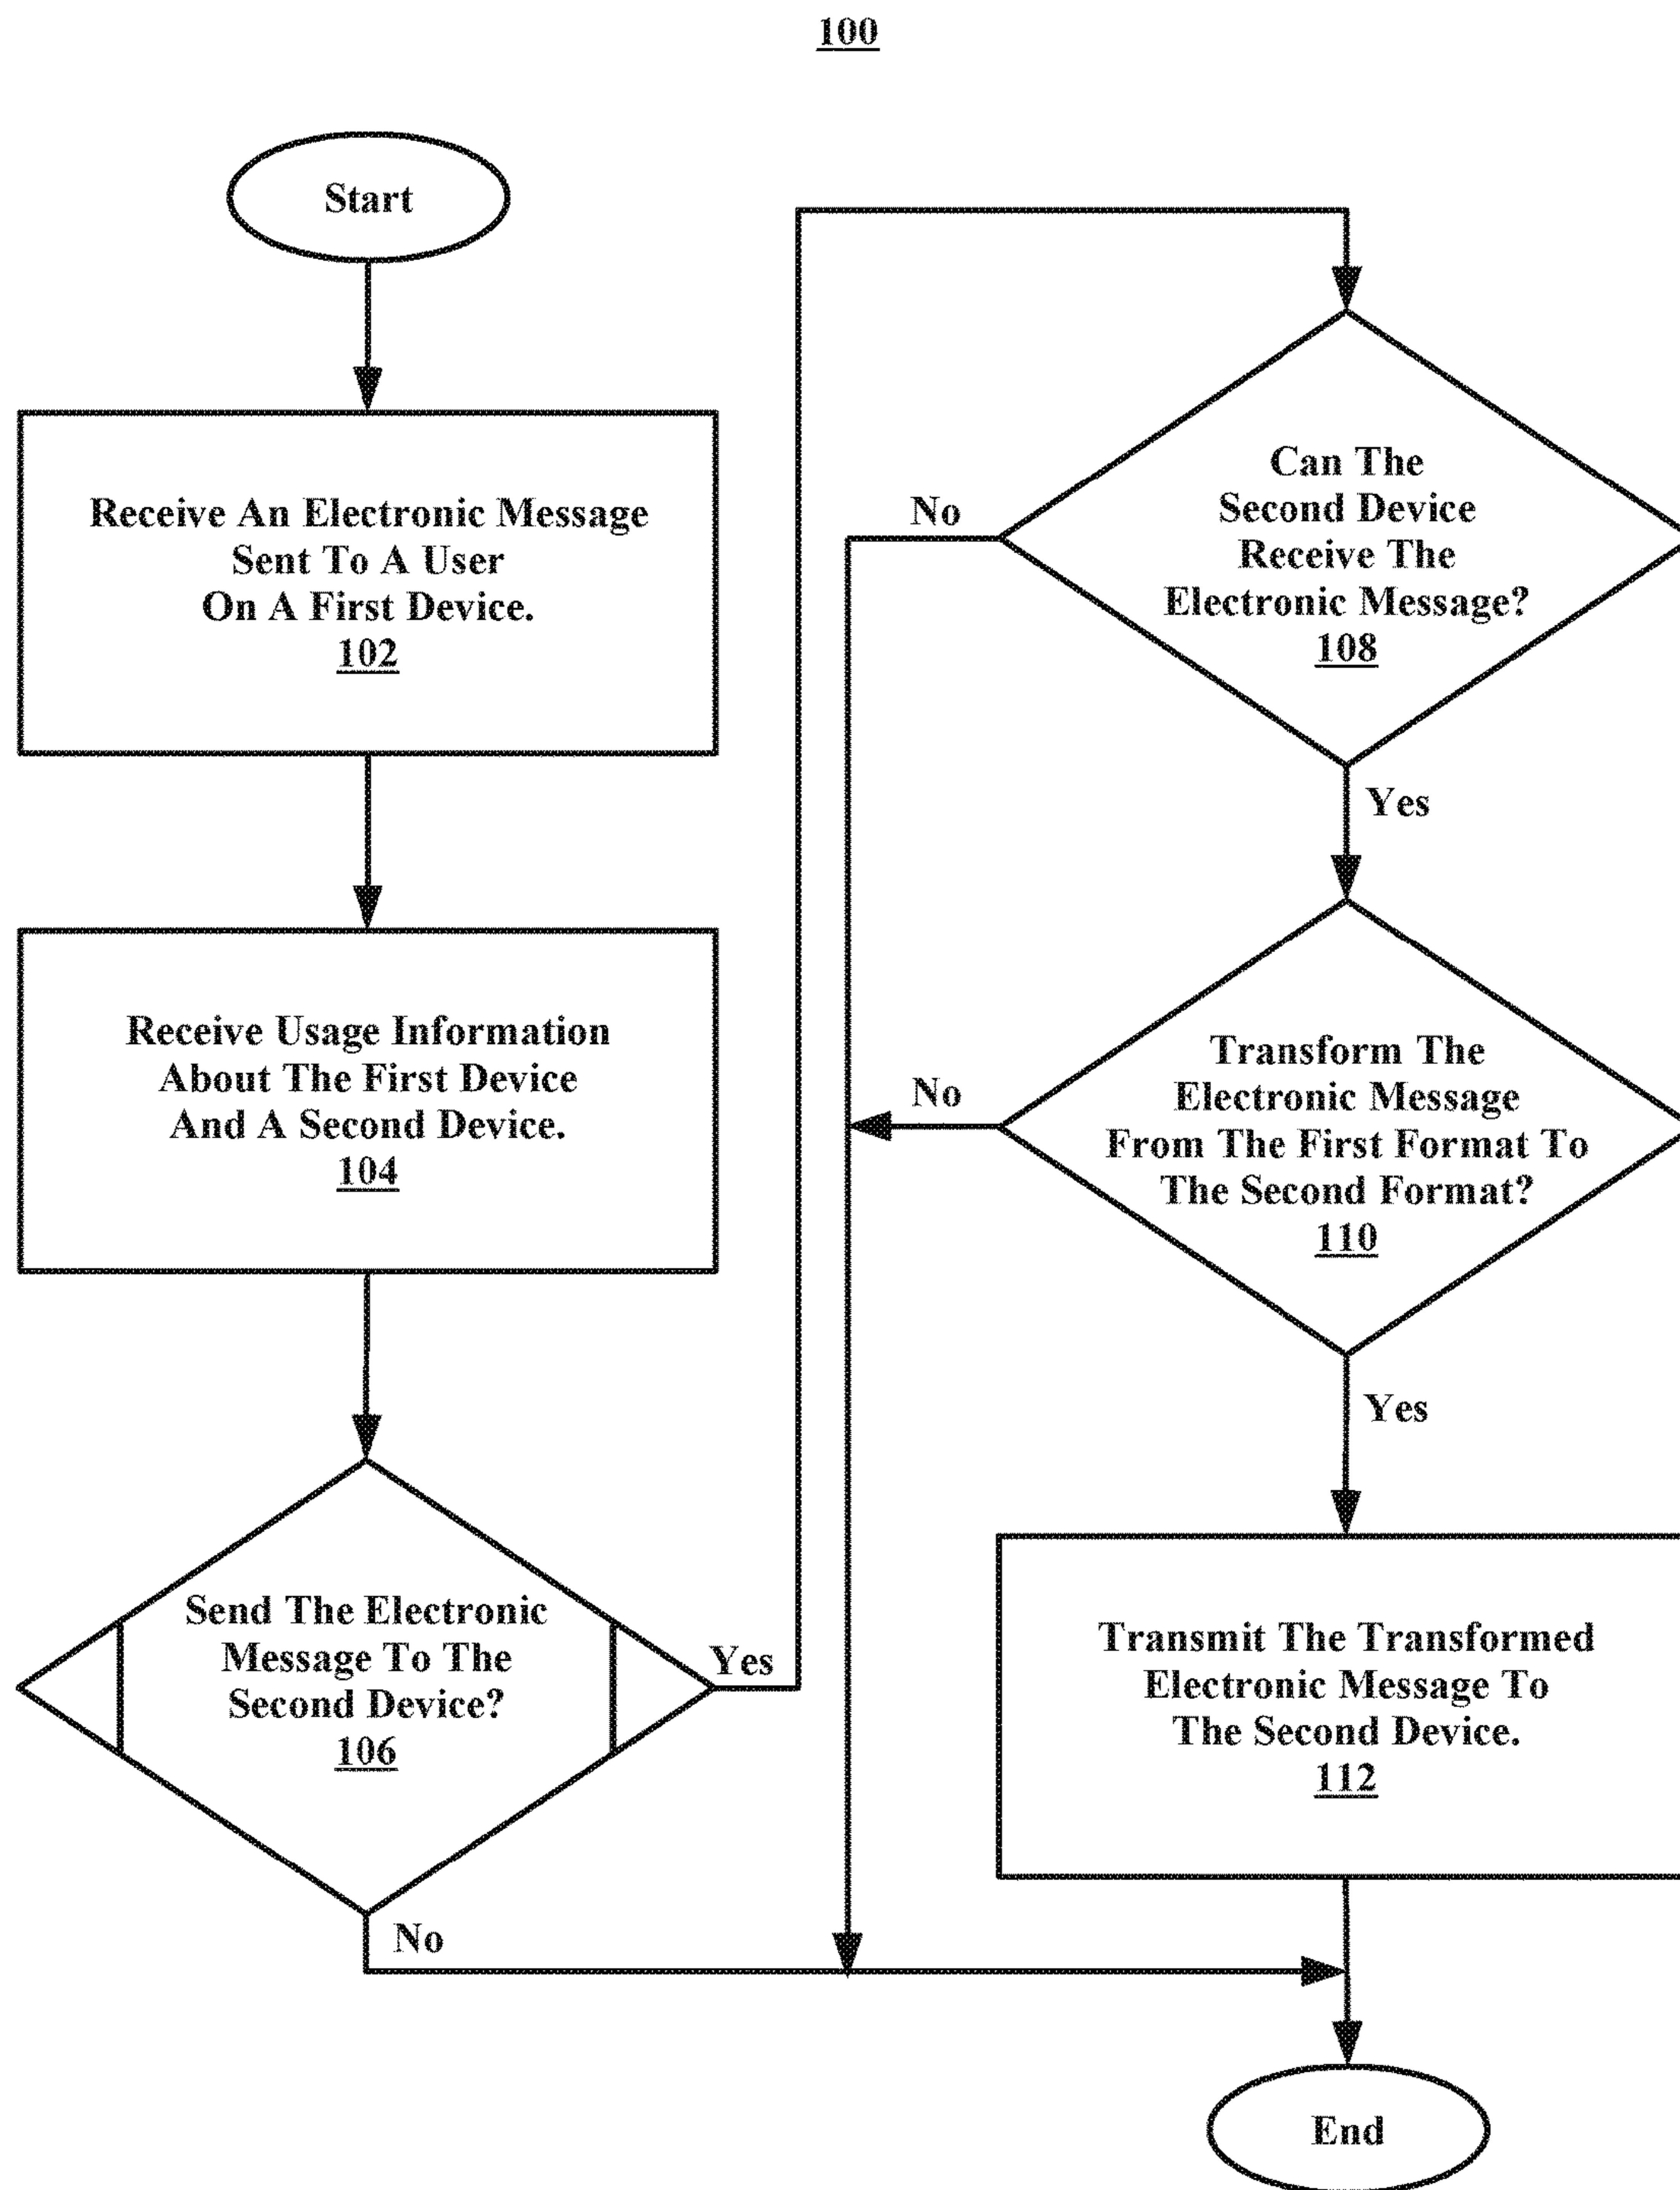 100
Start
Receive An Electronic Message
Sent To A User
On A First Device.
102
Receive Usage Information
About The First Device
And A Second Device.
104
Send The Electronic
Message To The
Second Device?
106
Yes
No
Can The
Second Device
Receive The
Electronic Message?
108
No
Yes
Transform The
Electronic Message
From The First Format To
The Second Format?
110
No
Yes
Transmit The Transformed
Electronic Message To
The Second Device.
112
End